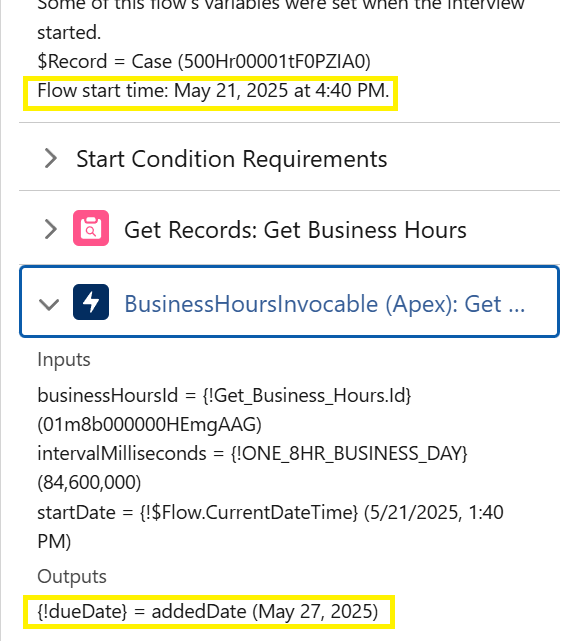 Some of this flow's variables were set when the interview
started.
$Record = Case (500Hr00001tF0PZIA0)
Flow start time: May 21, 2025 at 4:40 PM.
Start Condition Requirements
Get Records: Get Business Hours
BusinessHoursInvocable (Apex): Get ...
Inputs
businessHoursId = {!Get_Business_Hours.Id}
(01m8b000000HEmgAAG)
intervalMilliseconds = {!ONE_8HR_BUSINESS_DAY}
(84,600,000)
startDate = {!$Flow.CurrentDateTime} (5/21/2025, 1:40
PM)
Outputs
{!dueDate} = addedDate (May 27, 2025)